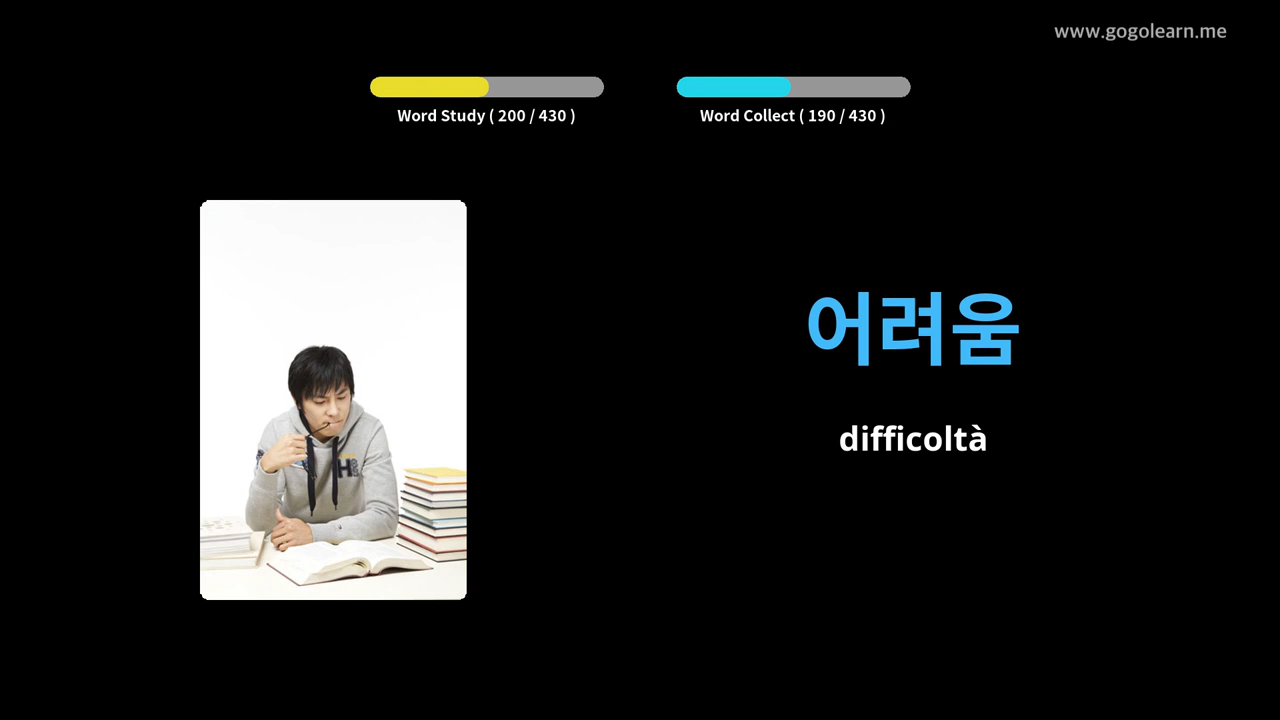 www.gogolearn.me
Word Study ( 200 / 430 )
Word Collect ( 190 / 430 )
어려움
difficoltà
H